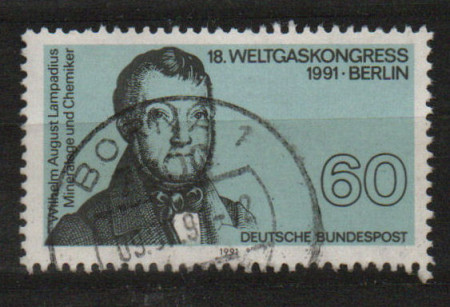 18. WELTGASKONGRESS
1991 · BERLIN
Wilhelm August Lampadius
Mineraloge und Chemiker
60
DEUTSCHE BUNDESPOST
1991